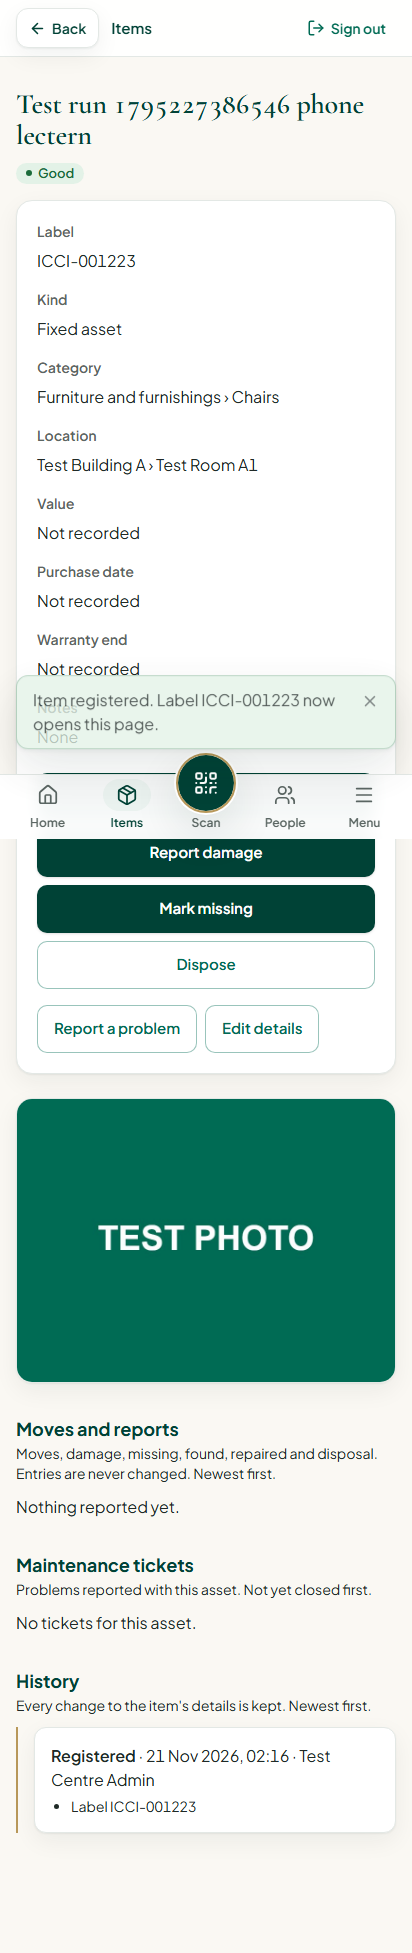 Back
Items
Sign out
Test run 1795227386546 phone
lectern
Good
Label
ICCI-001223
Kind
Fixed asset
Category
Furniture and furnishings › Chairs
Location
Test Building A › Test Room A1
Value
Not recorded
Purchase date
Not recorded
Warranty end
Not recorded
Notes
None
Item registered. Label ICCI-001223 now
opens this page.
Home
Items
Scan
People
Menu
Report damage
Mark missing
Dispose
Report a problem
Edit details
TEST PHOTO
Moves and reports
Moves, damage, missing, found, repaired and disposal.
Entries are never changed. Newest first.
Nothing reported yet.
Maintenance tickets
Problems reported with this asset. Not yet closed first.
No tickets for this asset.
History
Every change to the item's details is kept. Newest first.
Registered · 21 Nov 2026, 02:16 · Test
Centre Admin
Label ICCI-001223